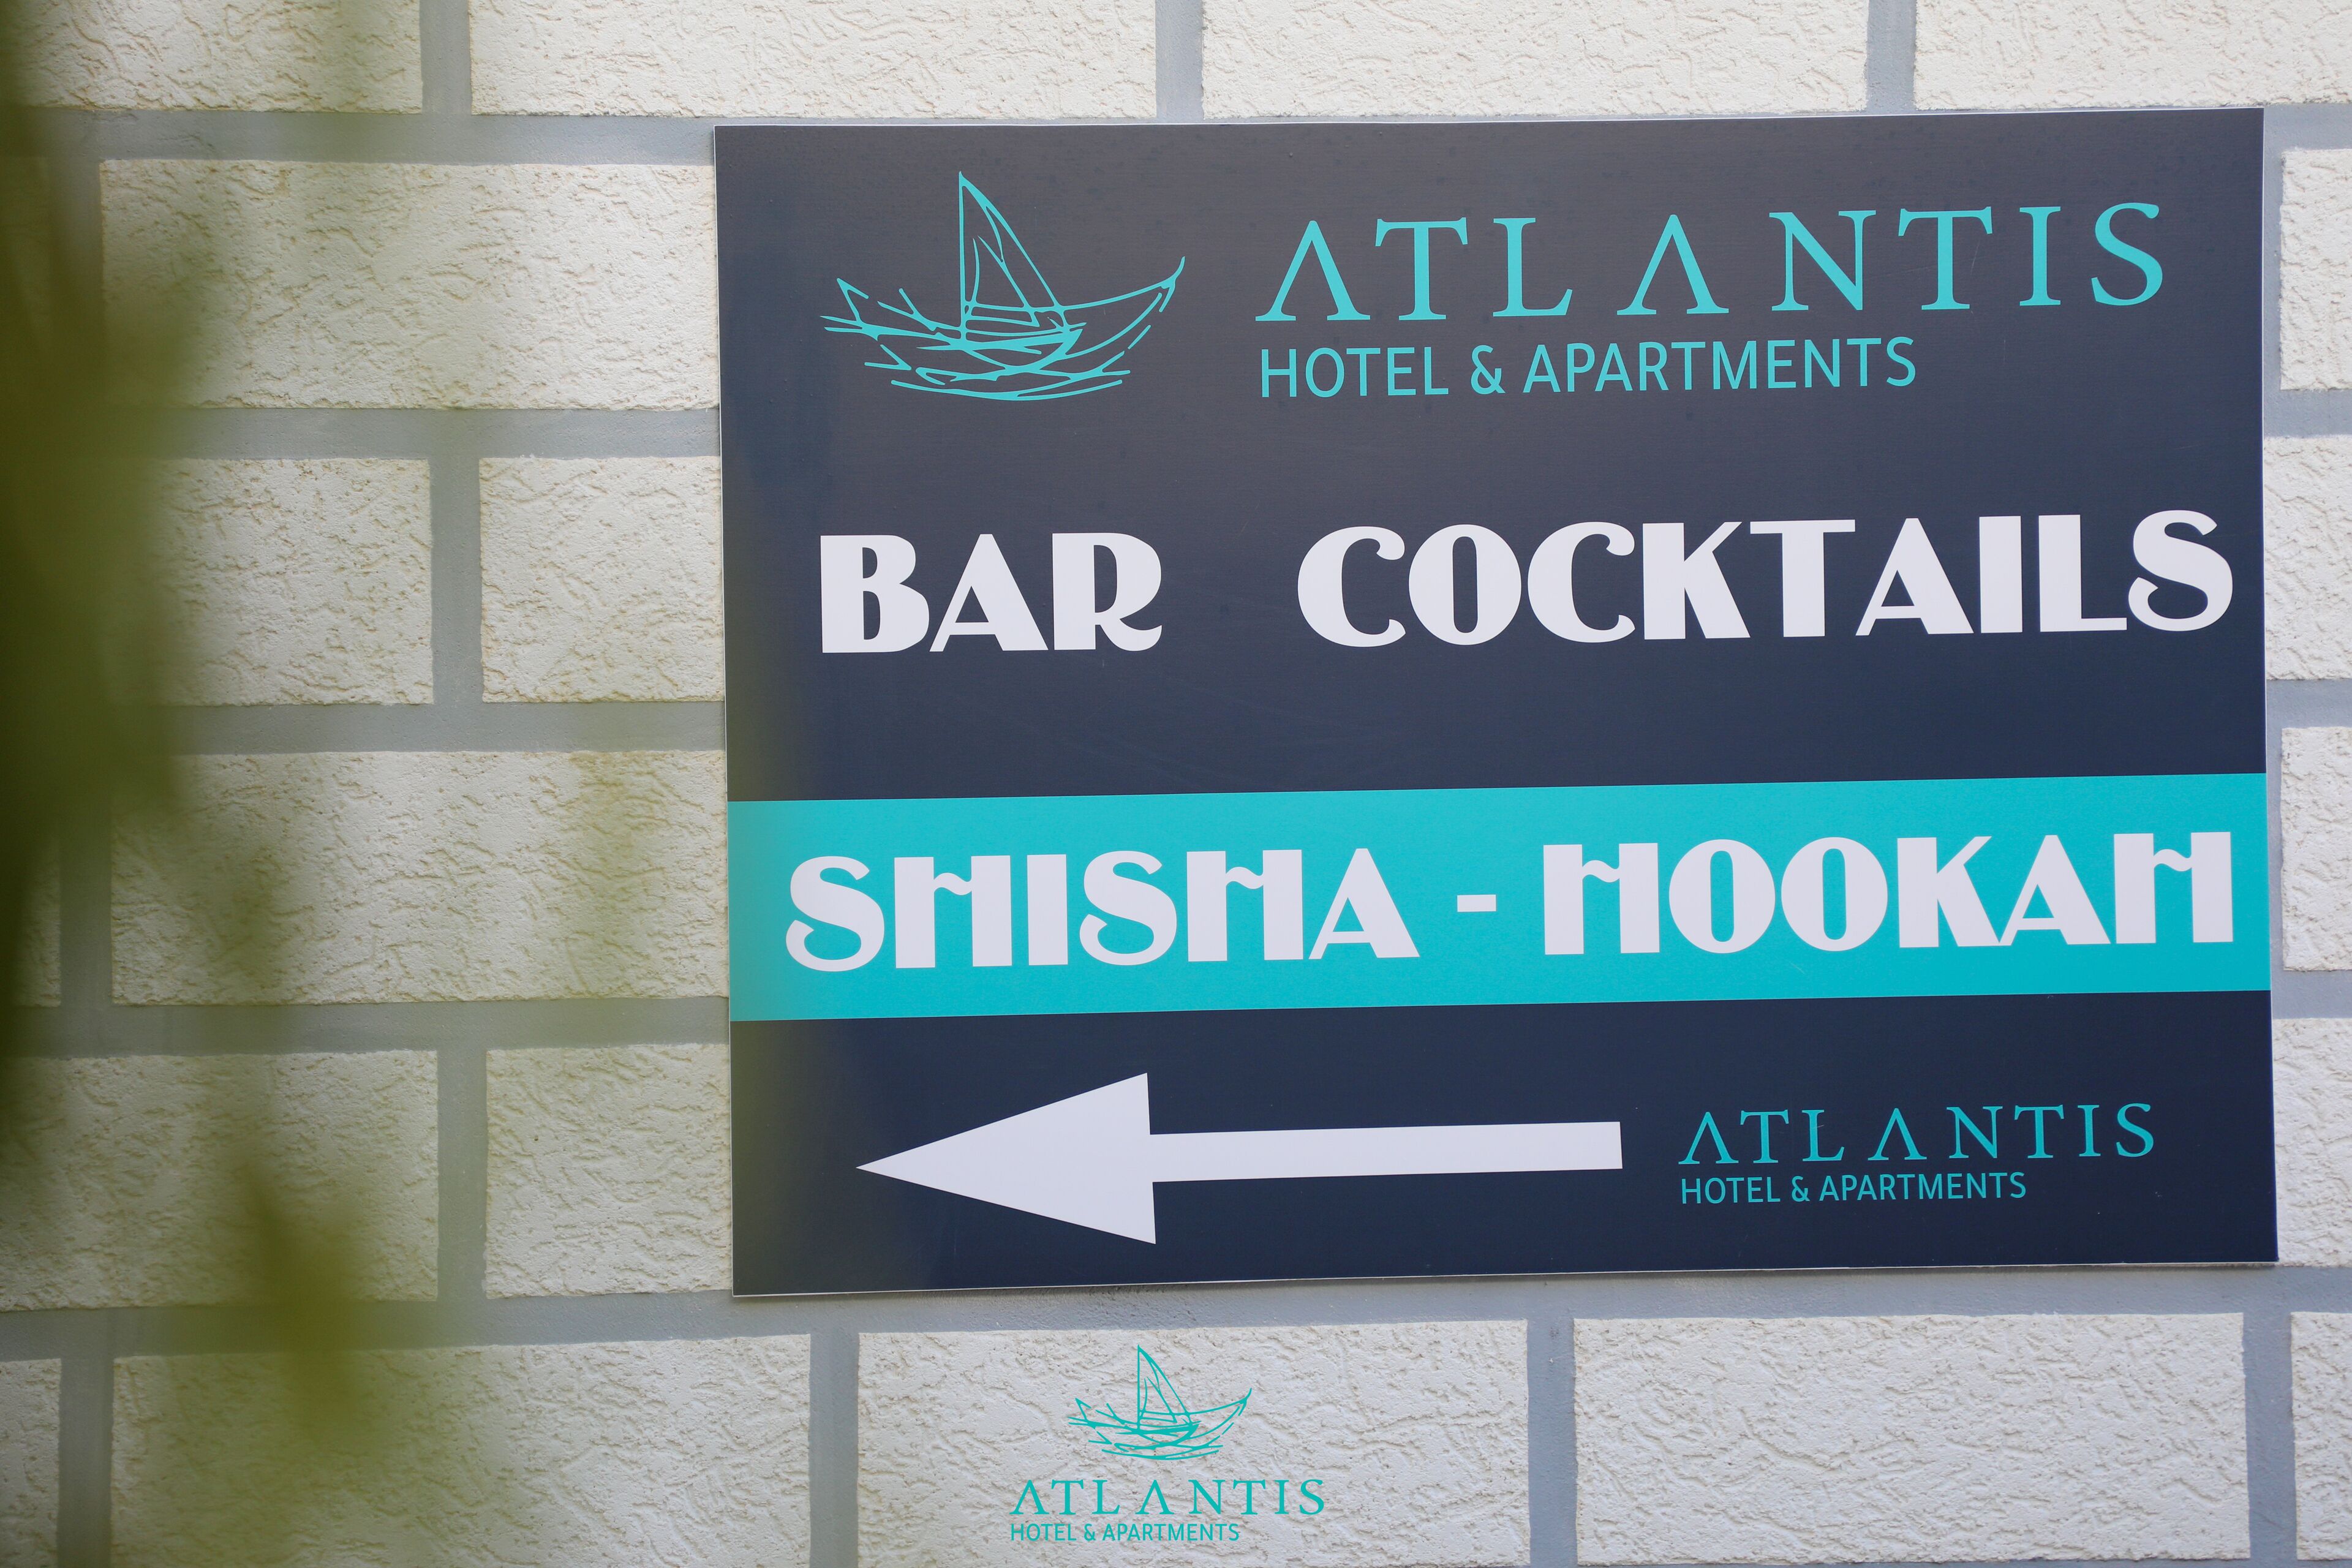 ATLANTIS
HOTEL & APARTMENTS
BAR COCKTAILS
SHISHA - HOOKAH
ATLANTIS
HOTEL & APARTMENTS
ATLANTIS
HOTEL & APARTMENTS